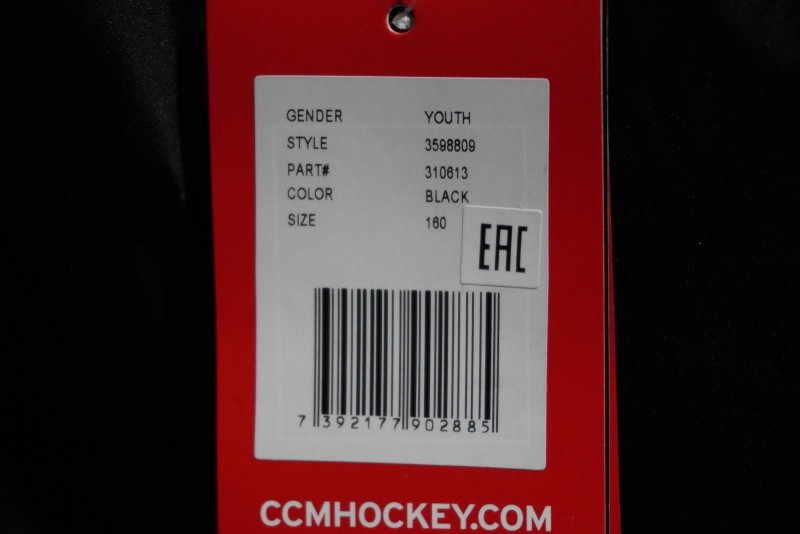 GENDER YOUTH
STYLE 3598809
PART# 310613
COLOR BLACK
SIZE 160
EAC
7 392177 902885
CCMHOCKEY.COM